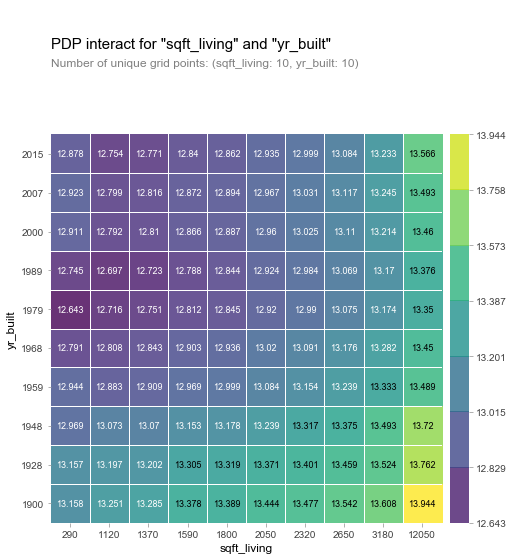 PDP interact for "sqft_living" and "yr_built"
Number of unique grid points: (sqft_living: 10, yr_built: 10)
2015 12.878 12.754 12.771 12.84 12.862 12.935 12.999 13.084 13.233 13.566
2007 12.923 12.799 12.816 12.872 12.894 12.967 13.031 13.117 13.245 13.493
2000 12.911 12.792 12.81 12.866 12.887 12.96 13.025 13.11 13.214 13.46
1989 12.745 12.697 12.723 12.788 12.844 12.924 12.984 13.069 13.17 13.376
1979 12.643 12.716 12.751 12.812 12.845 12.92 12.99 13.075 13.174 13.35
1968 12.791 12.808 12.843 12.903 12.936 13.02 13.091 13.176 13.282 13.45
1959 12.944 12.883 12.909 12.969 12.999 13.084 13.154 13.239 13.333 13.489
1948 12.969 13.073 13.07 13.153 13.178 13.239 13.317 13.375 13.493 13.72
1928 13.157 13.197 13.202 13.305 13.319 13.371 13.401 13.459 13.524 13.762
1900 13.158 13.251 13.285 13.378 13.389 13.444 13.477 13.542 13.608 13.944
290 1120 1370 1590 1800 2050 2320 2650 3180 12050
sqft_living
yr_built
13.944
13.758
13.573
13.387
13.201
13.015
12.829
12.643